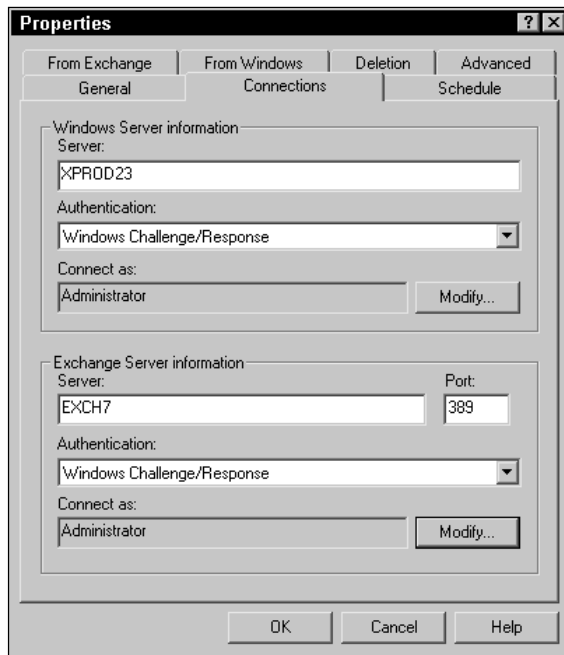 Properties
From Exchange From Windows Deletion Advanced
General Connections Schedule
Windows Server information
Server:
XPROD23
Authentication:
Windows Challenge/Response
Connect as:
Administrator Modify...
Exchange Server information
Server: Port:
EXCH7 389
Authentication:
Windows Challenge/Response
Connect as:
Administrator Modify...
OK Cancel Help